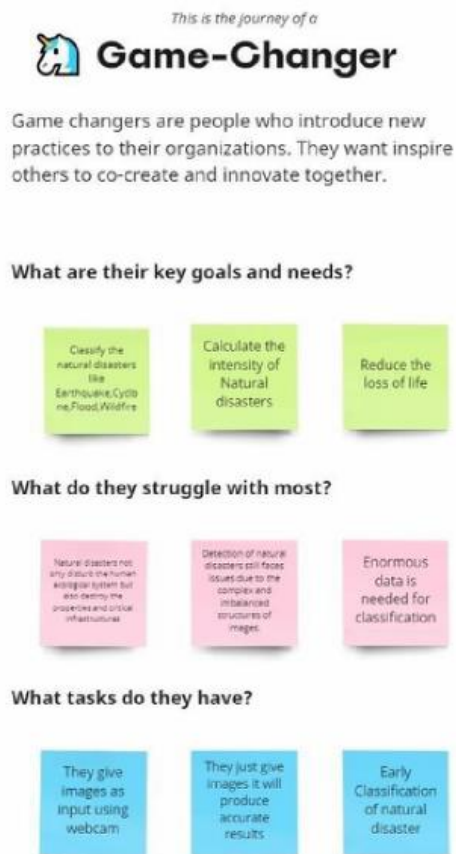 This is the journey of a
Game-Changer
Game changers are people who introduce new
practices to their organizations. They want inspire
others to co-create and innovate together.
What are their key goals and needs?
Classify the
natural disasters
like
Earthquake,Cyclo
ne,Flood,Wildfire
Calculate the
intensity of
Natural
disasters
Reduce the
loss of life
What do they struggle with most?
Natural disasters not
only disturb the human
ecological system but
also destroy the
properties and critical
infrastructures
Detection of natural
disasters still faces
issues due to the
complex and
imbalanced
structures of
images.
Enormous
data is
needed for
classification
What tasks do they have?
They give
images as
input using
webcam
They just give
images it will
produce
accurate
results
Early
Classification
of natural
disaster